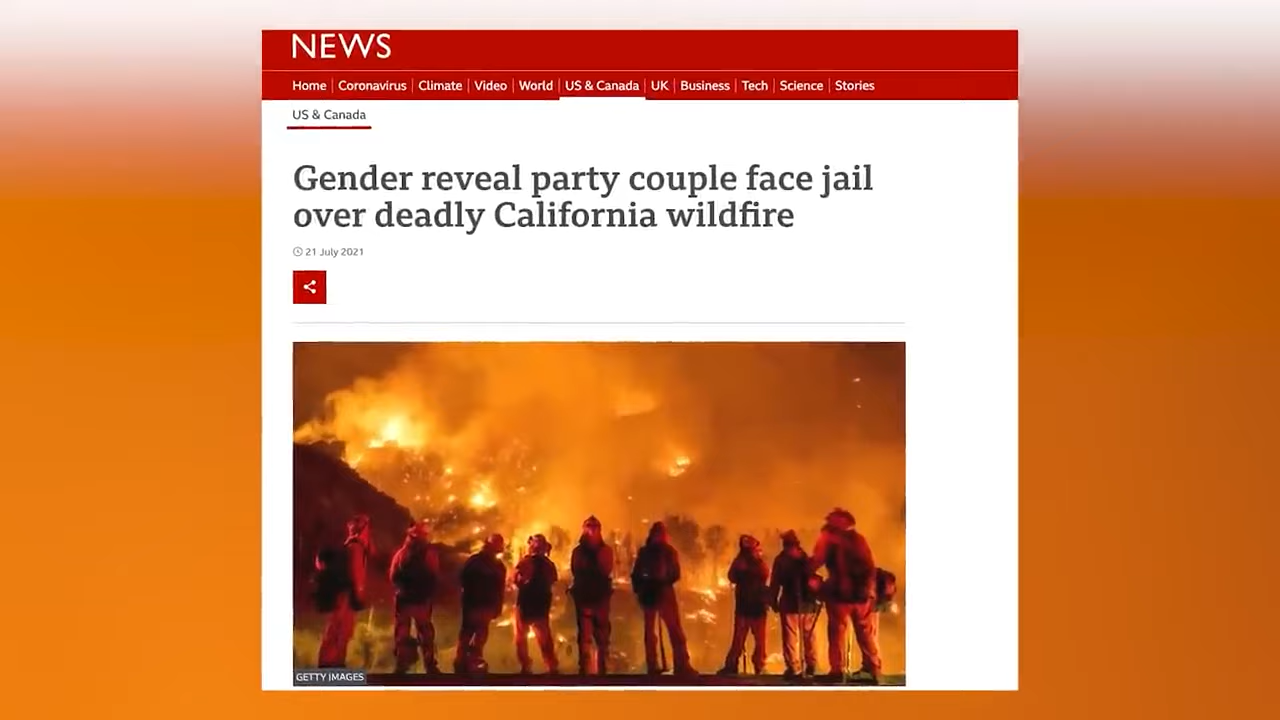 NEWS
Home Coronavirus Climate Video World US & Canada UK Business Tech Science Stories
US & Canada
Gender reveal party couple face jail
over deadly California wildfire
21 July 2021
GETTY IMAGES